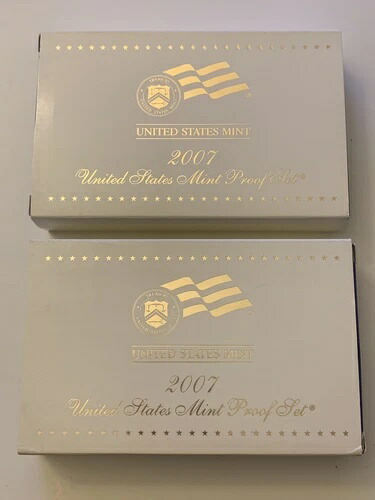 UNITED STATES MINT
2007
United States Mint Proof Set®
UNITED STATES MINT
2007
United States Mint Proof Set®